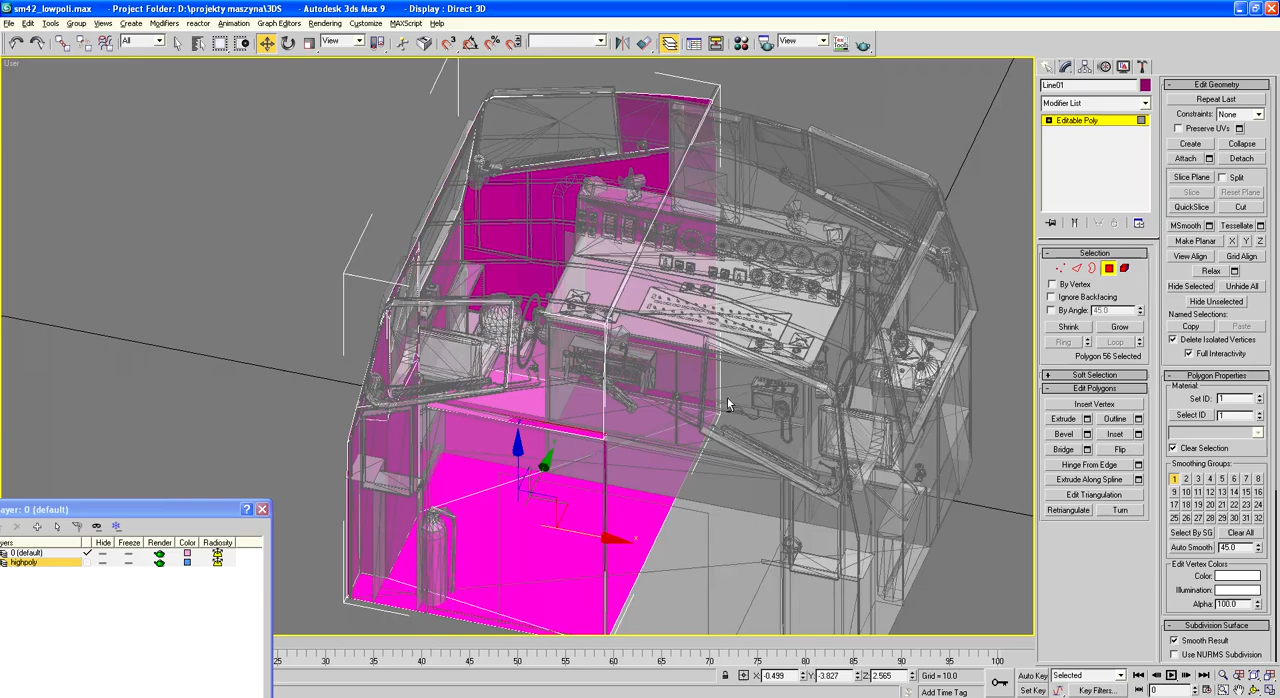 sm42_lowpoli.max - Project Folder: D:\projekty maszyna\3DS - Autodesk 3ds Max 9 - Display : Direct 3D
File Edit Tools Group Views Create Modifiers reactor Animation Graph Editors Rendering Customize MAXScript Help
All View View
User
Line01
Modifier List
Editable Poly
Selection
By Vertex
Ignore Backfacing
By Angle: 45.0
Shrink Grow
Ring Loop
Polygon 56 Selected
Soft Selection
Edit Polygons
Insert Vertex
Extrude Outline
Bevel Inset
Bridge Flip
Hinge From Edge
Extrude Along Spline
Edit Triangulation
Retriangulate Turn
Edit Geometry
Repeat Last
Constraints: None
Preserve UVs
Create Collapse
Attach Detach
Slice Plane Split
Slice Reset Plane
QuickSlice Cut
MSmooth Tessellate
Make Planar X Y Z
View Align Grid Align
Relax
Hide Selected Unhide All
Hide Unselected
Named Selections:
Copy Paste
Delete Isolated Vertices
Full Interactivity
Polygon Properties
Material:
Set ID: 1
Select ID 1
Clear Selection
Smoothing Groups:
1 2 3 4 5 6 7 8
9 10 11 12 13 14 15 16
17 18 19 20 21 22 23 24
25 26 27 28 29 30 31 32
Select By SG Clear All
Auto Smooth 45.0
Edit Vertex Colors
Color:
Illumination:
Alpha: 100.0
Subdivision Surface
Smooth Result
Use NURMS Subdivision
ayer: 0 (default)
yers Hide Freeze Render Color Radiosity
0 (default)
highpoly
25 30 35 40 45 50 55 60 65 70 75 80 85 90 95 100
X: -0.499 Y: -3.827 Z: 2.565 Grid = 10.0
Add Time Tag
Auto Key Selected
Set Key Key Filters...